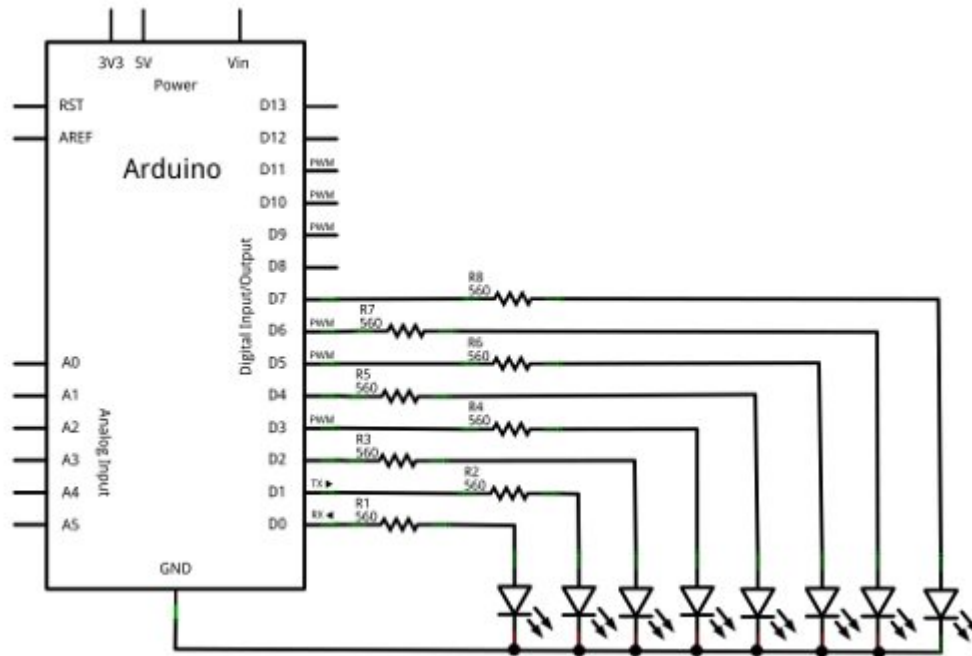 3V3 5V Vin
Power
RST
AREF
Arduino
D13
D12
D11 PWM
D10 PWM
D9 PWM
D8
Digital Input/Output
D7
R8
560
D6 PWM
R7
560
D5 PWM
R6
560
D4
R5
560
D3 PWM
R4
560
D2
R3
560
D1 TX
R2
560
D0 RX
R1
560
A0
A1
A2
A3
A4
A5
Analog Input
GND